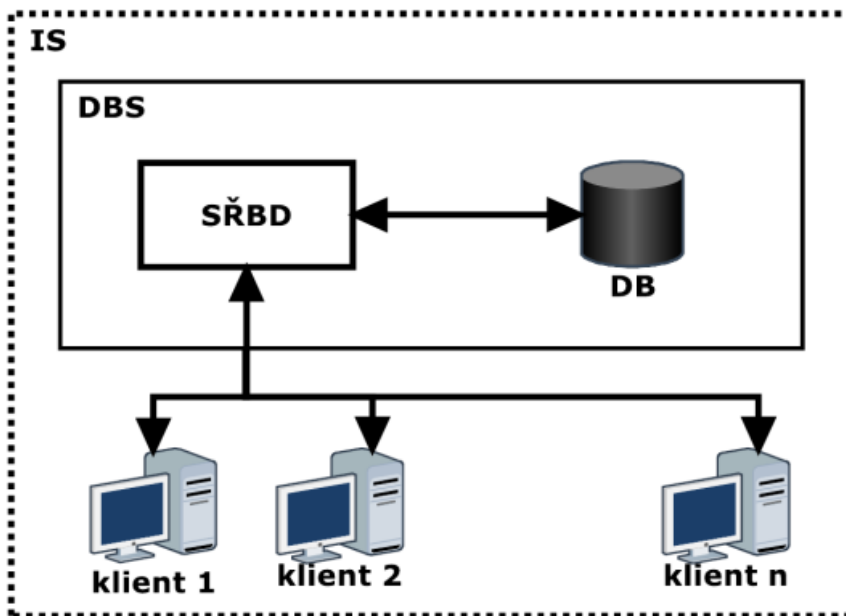 IS
DBS
SŘBD
DB
klient 1
klient 2
klient n